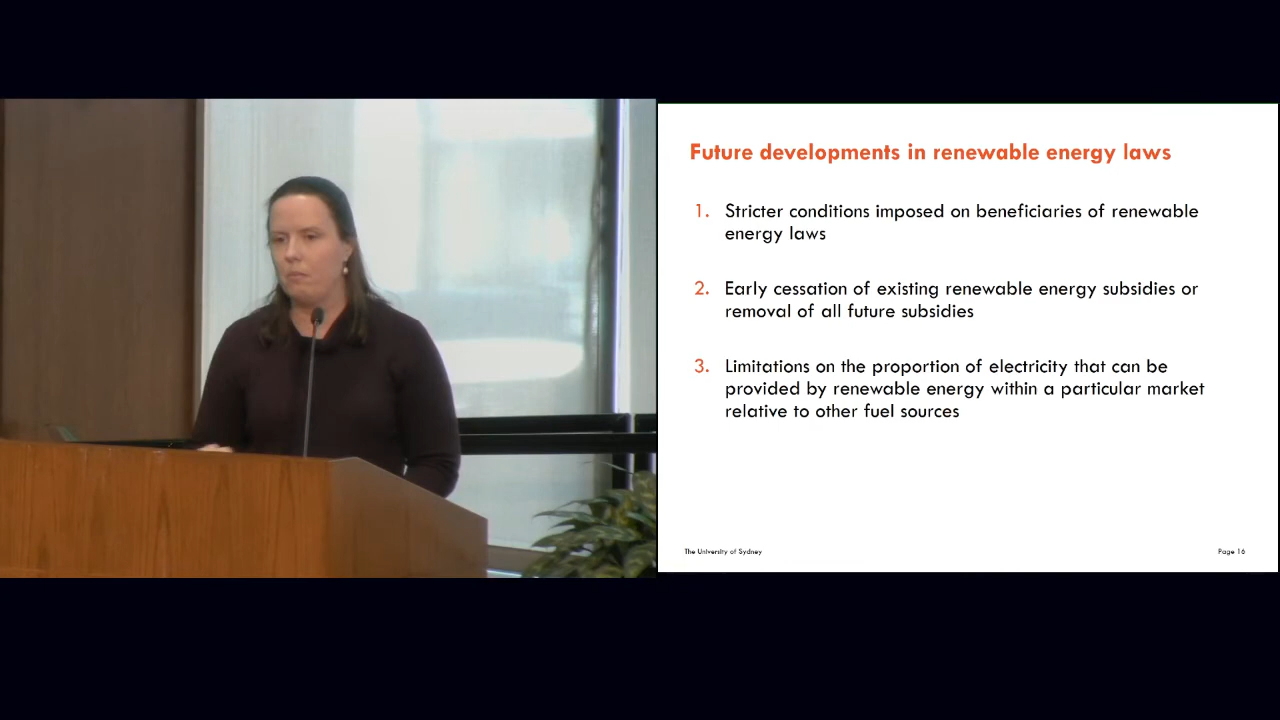 Future developments in renewable energy laws
1. Stricter conditions imposed on beneficiaries of renewable
energy laws
2. Early cessation of existing renewable energy subsidies or
removal of all future subsidies
3. Limitations on the proportion of electricity that can be
provided by renewable energy within a particular market
relative to other fuel sources
The University of Sydney
Page 16